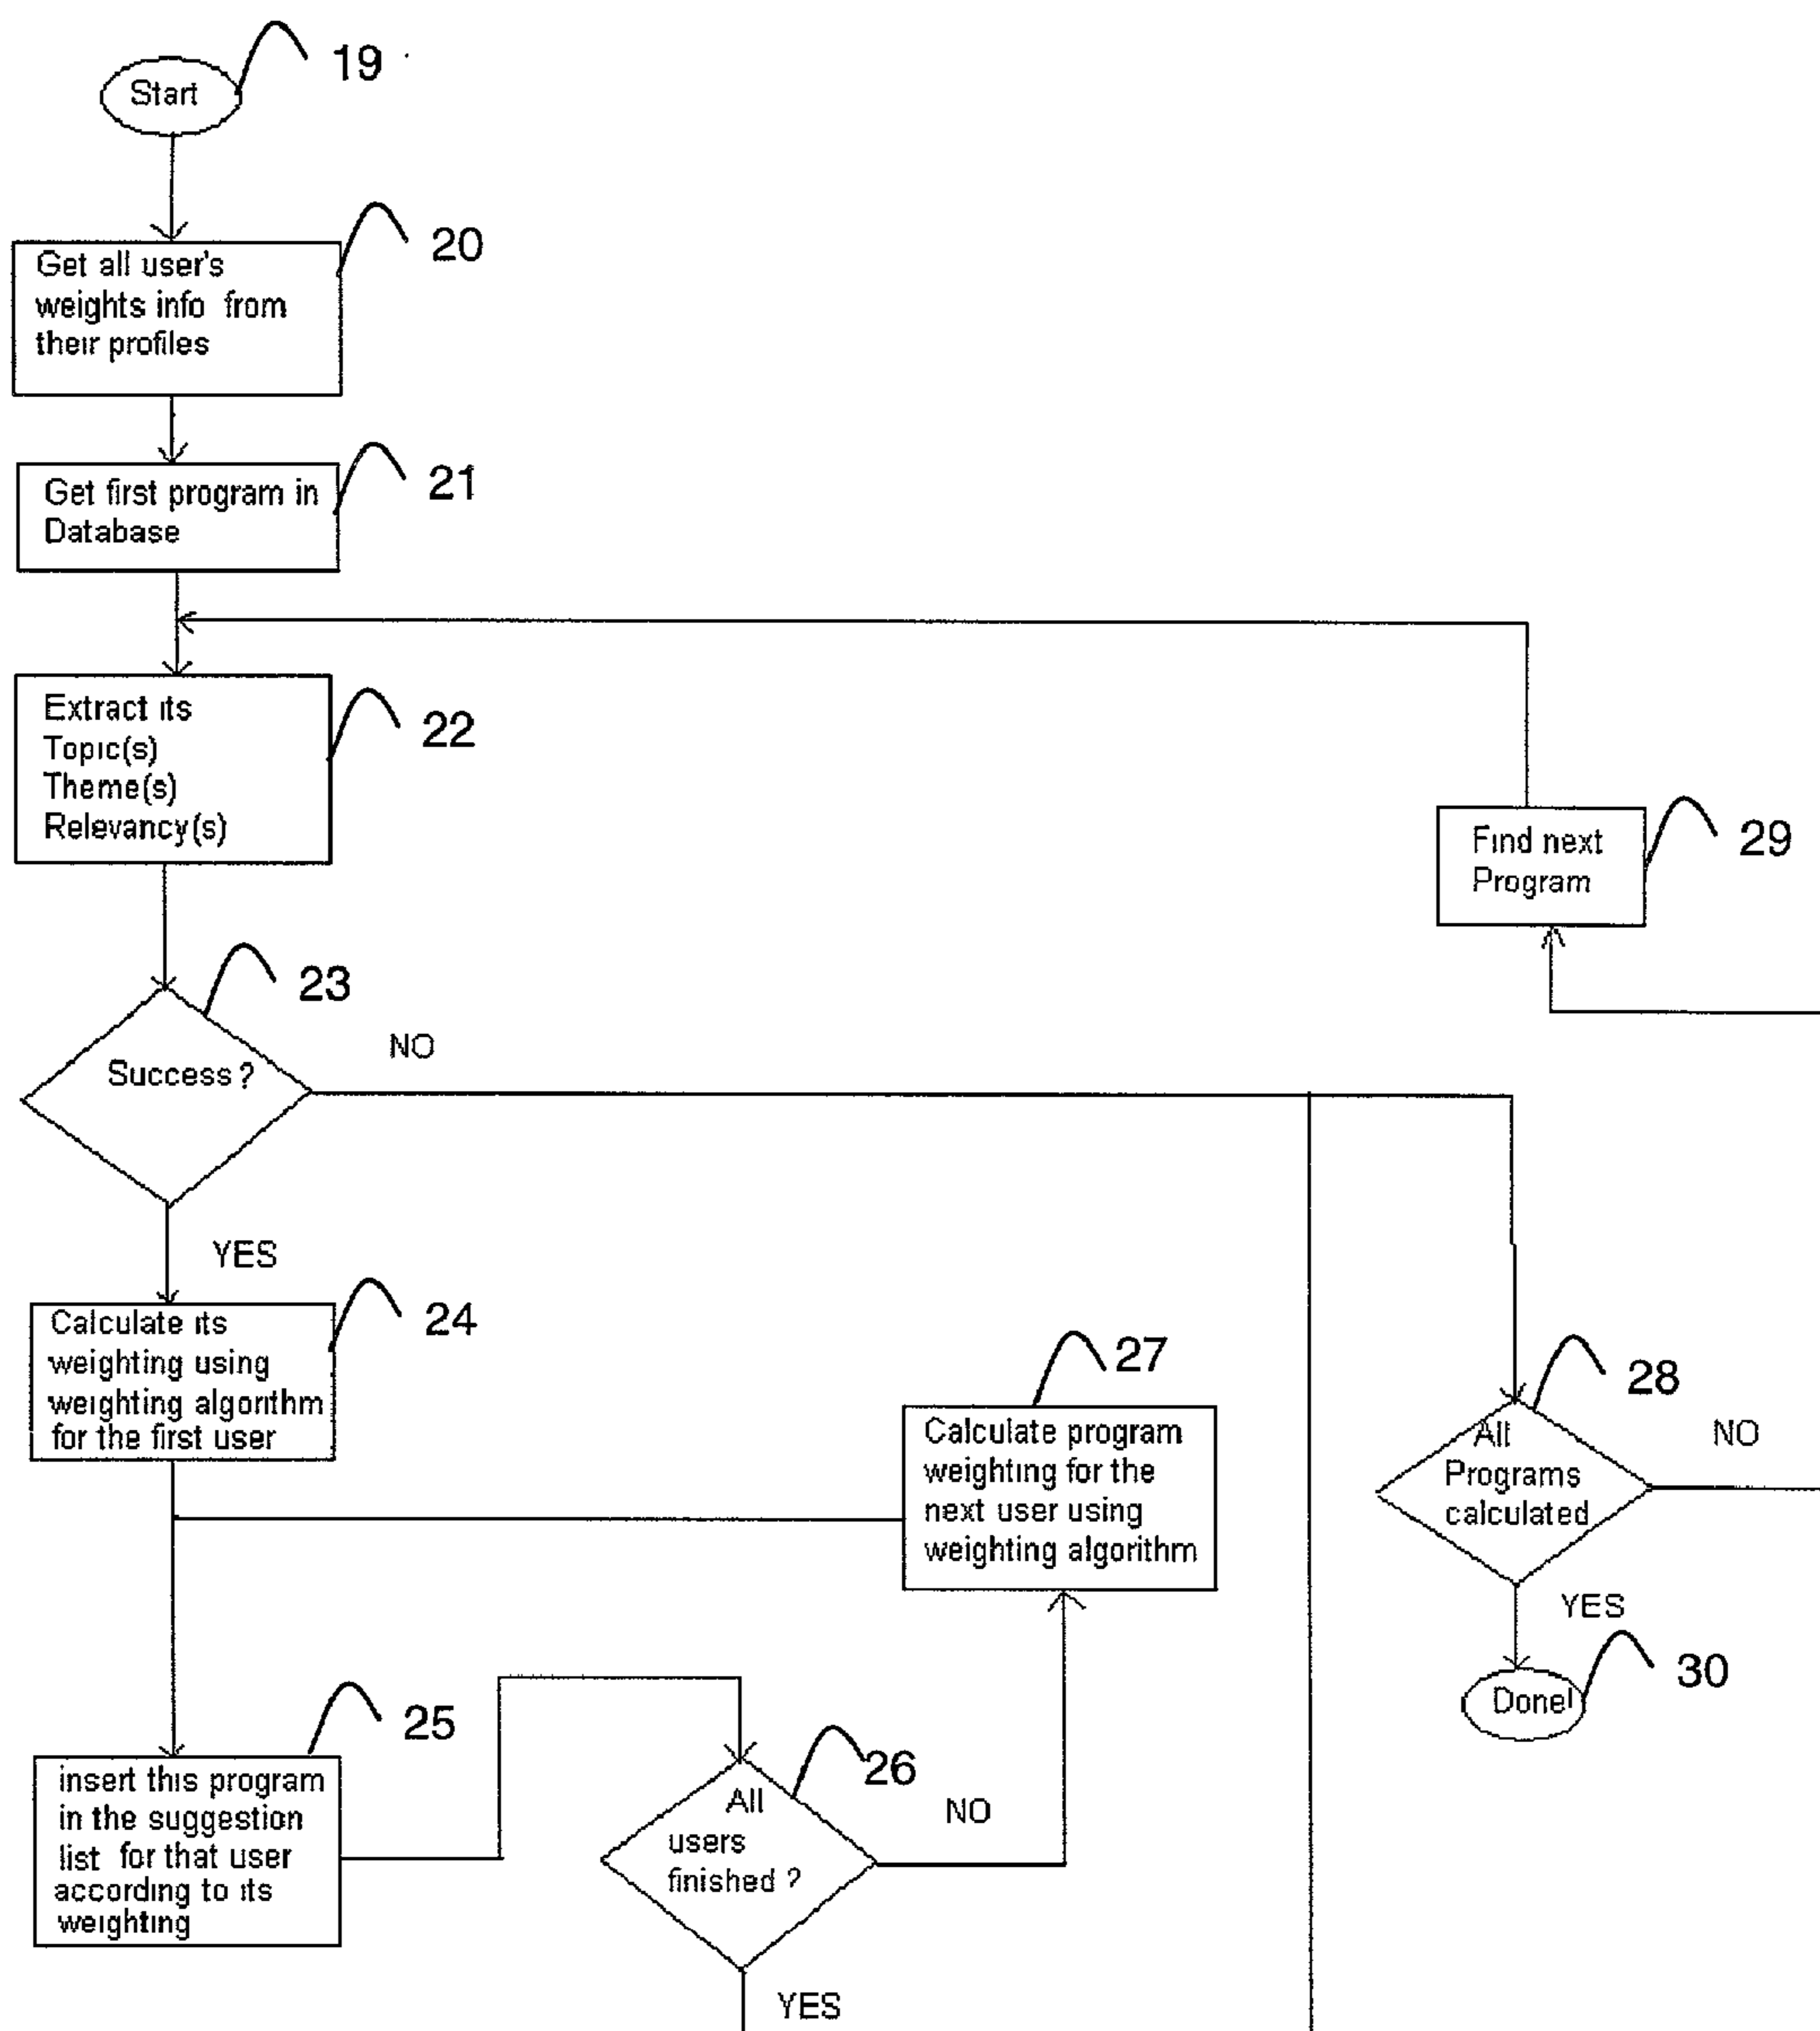 Start
19
Get all user's
weights info from
their profiles
20
Get first program in
Database
21
Extract its
Topic(s)
Theme(s)
Relevancy(s)
22
Find next
Program
29
Success?
23
NO
YES
Calculate its
weighting using
weighting algorithm
for the first user
24
Calculate program
weighting for the
next user using
weighting algorithm
27
All
Programs
calculated
28
NO
YES
Done!
30
insert this program
in the suggestion
list for that user
according to its
weighting
25
All
users
finished ?
26
NO
YES